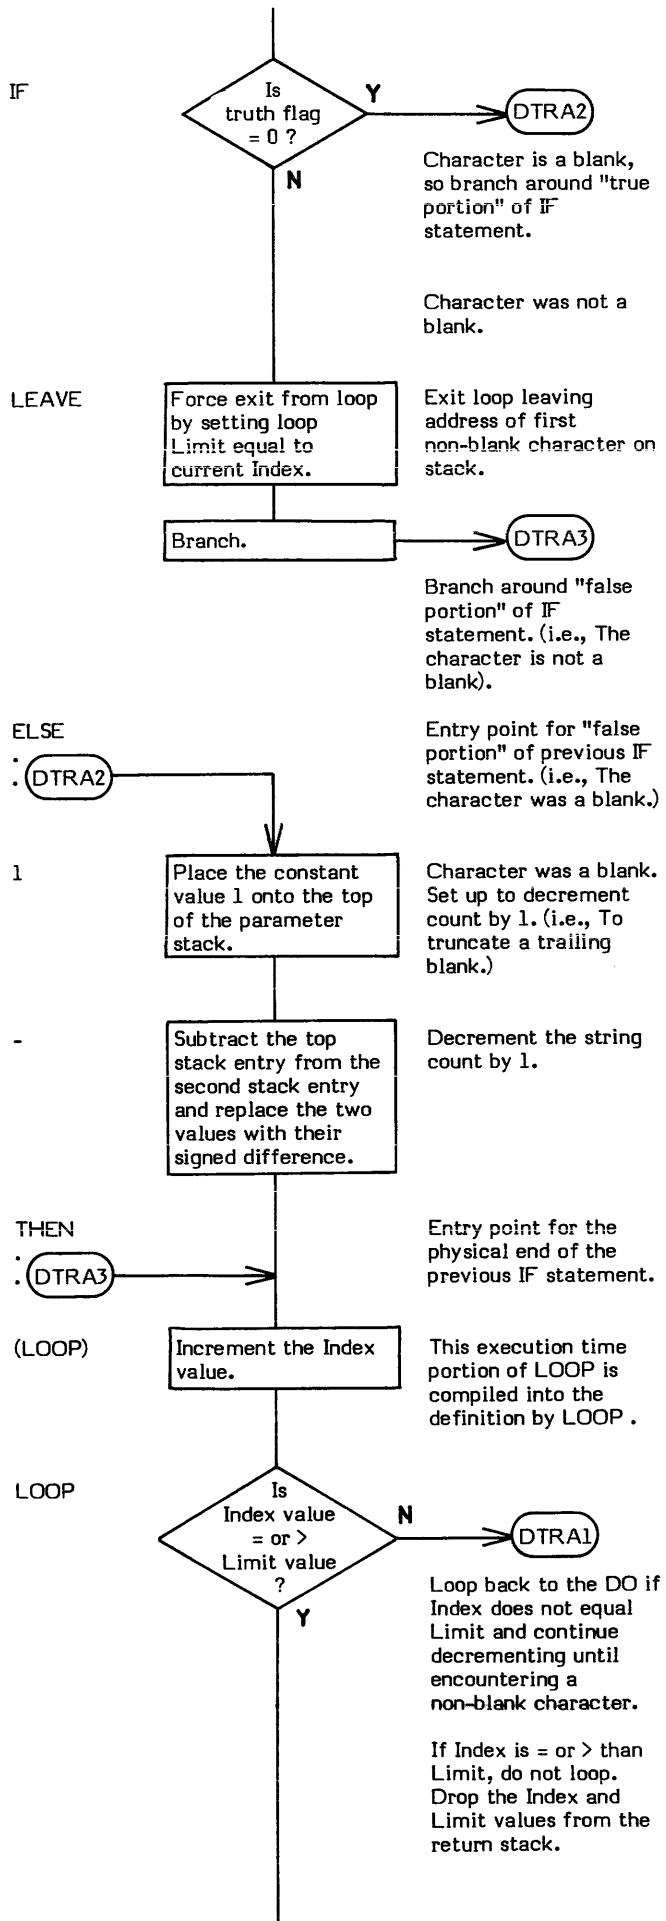 IF
Is
truth flag
= 0 ?
Y
N
DTRA2
Character is a blank,
so branch around "true
portion" of IF
statement.
Character was not a
blank.
LEAVE
Force exit from loop
by setting loop
Limit equal to
current Index.
Exit loop leaving
address of first
non-blank character on
stack.
Branch.
DTRA3
Branch around "false
portion" of IF
statement. (i.e., The
character is not a
blank).
ELSE
: DTRA2
Entry point for "false
portion" of previous IF
statement. (i.e., The
character was a blank.)
1
Place the constant
value 1 onto the top
of the parameter
stack.
Character was a blank.
Set up to decrement
count by 1. (i.e., To
truncate a trailing
blank.)
-
Subtract the top
stack entry from the
second stack entry
and replace the two
values with their
signed difference.
Decrement the string
count by 1.
THEN
: DTRA3
Entry point for the
physical end of the
previous IF statement.
(LOOP)
Increment the Index
value.
This execution time
portion of LOOP is
compiled into the
definition by LOOP .
LOOP
Is
Index value
= or >
Limit value
?
N
Y
DTRA1
Loop back to the DO if
Index does not equal
Limit and continue
decrementing until
encountering a
non-blank character.
If Index is = or > than
Limit, do not loop.
Drop the Index and
Limit values from the
return stack.